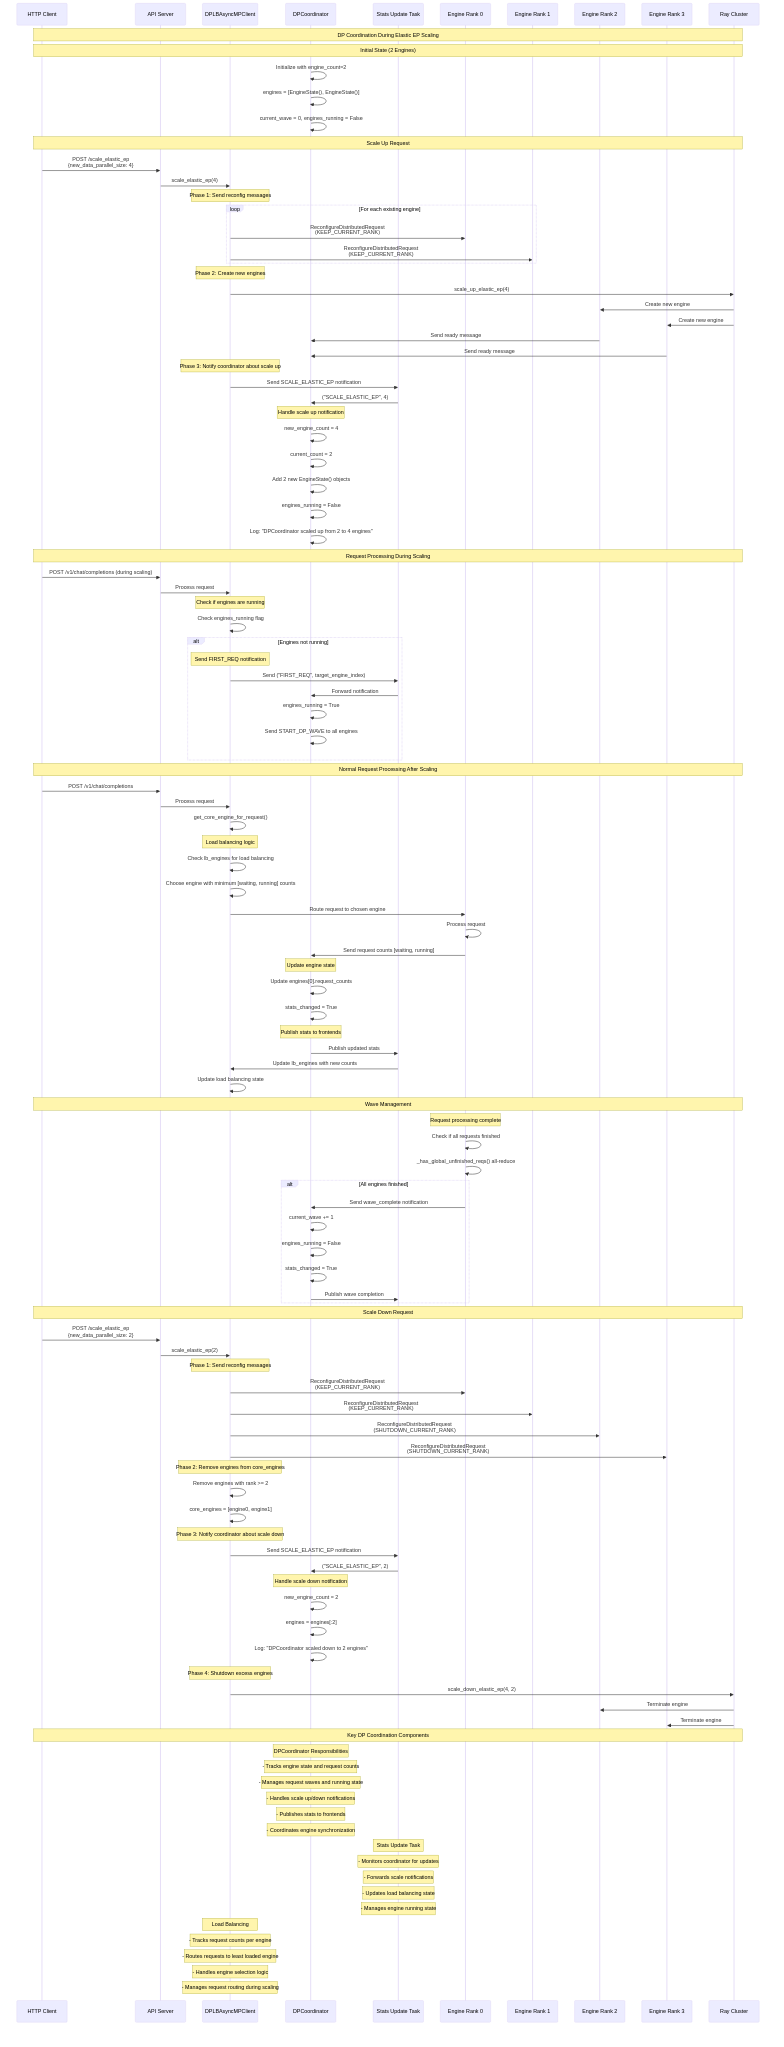 HTTP Client
API Server
DPLBAsyncMPClient
DPCoordinator
Stats Update Task
Engine Rank 0
Engine Rank 1
Engine Rank 2
Engine Rank 3
Ray Cluster
DP Coordination During Elastic EP Scaling
Initial State (2 Engines)
Initialize with engine_count=2
engines = [EngineState(), EngineState()]
current_wave = 0, engines_running = False
Scale Up Request
POST /scale_elastic_ep
{new_data_parallel_size: 4}
scale_elastic_ep(4)
Phase 1: Send reconfig messages
loop
[For each existing engine]
ReconfigureDistributedRequest
(KEEP_CURRENT_RANK)
ReconfigureDistributedRequest
(KEEP_CURRENT_RANK)
Phase 2: Create new engines
scale_up_elastic_ep(4)
Create new engine
Create new engine
Send ready message
Send ready message
Phase 3: Notify coordinator about scale up
Send SCALE_ELASTIC_EP notification
("SCALE_ELASTIC_EP", 4)
Handle scale up notification
new_engine_count = 4
current_count = 2
Add 2 new EngineState() objects
engines_running = False
Log: "DPCoordinator scaled up from 2 to 4 engines"
Request Processing During Scaling
POST /v1/chat/completions (during scaling)
Process request
Check if engines are running
Check engines_running flag
alt
[Engines not running]
Send FIRST_REQ notification
Send ("FIRST_REQ", target_engine_index)
Forward notification
engines_running = True
Send START_DP_WAVE to all engines
Normal Request Processing After Scaling
POST /v1/chat/completions
Process request
get_core_engine_for_request()
Load balancing logic
Check lb_engines for load balancing
Choose engine with minimum [waiting, running] counts
Route request to chosen engine
Process request
Send request counts [waiting, running]
Update engine state
Update engines[0].request_counts
stats_changed = True
Publish stats to frontends
Publish updated stats
Update lb_engines with new counts
Update load balancing state
Wave Management
Request processing complete
Check if all requests finished
_has_global_unfinished_reqs() all-reduce
alt
[All engines finished]
Send wave_complete notification
current_wave += 1
engines_running = False
stats_changed = True
Publish wave completion
Scale Down Request
POST /scale_elastic_ep
{new_data_parallel_size: 2}
scale_elastic_ep(2)
Phase 1: Send reconfig messages
ReconfigureDistributedRequest
(KEEP_CURRENT_RANK)
ReconfigureDistributedRequest
(KEEP_CURRENT_RANK)
ReconfigureDistributedRequest
(SHUTDOWN_CURRENT_RANK)
ReconfigureDistributedRequest
(SHUTDOWN_CURRENT_RANK)
Phase 2: Remove engines from core_engines
Remove engines with rank >= 2
core_engines = [engine0, engine1]
Phase 3: Notify coordinator about scale down
Send SCALE_ELASTIC_EP notification
("SCALE_ELASTIC_EP", 2)
Handle scale down notification
new_engine_count = 2
engines = engines[:2]
Log: "DPCoordinator scaled down to 2 engines"
Phase 4: Shutdown excess engines
scale_down_elastic_ep(4, 2)
Terminate engine
Terminate engine
Key DP Coordination Components
DPCoordinator Responsibilities
- Tracks engine state and request counts
- Manages request waves and running state
- Handles scale up/down notifications
- Publishes stats to frontends
- Coordinates engine synchronization
Stats Update Task
- Monitors coordinator for updates
- Forwards scale notifications
- Updates load balancing state
- Manages engine running state
Load Balancing
- Tracks request counts per engine
- Routes requests to least loaded engine
- Handles engine selection logic
- Manages request routing during scaling
HTTP Client
API Server
DPLBAsyncMPClient
DPCoordinator
Stats Update Task
Engine Rank 0
Engine Rank 1
Engine Rank 2
Engine Rank 3
Ray Cluster